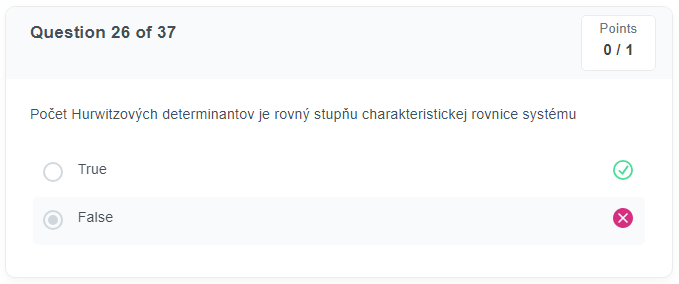 Question 26 of 37
Points
0 / 1
Počet Hurwitzových determinantov je rovný stupňu charakteristickej rovnice systému
True
False